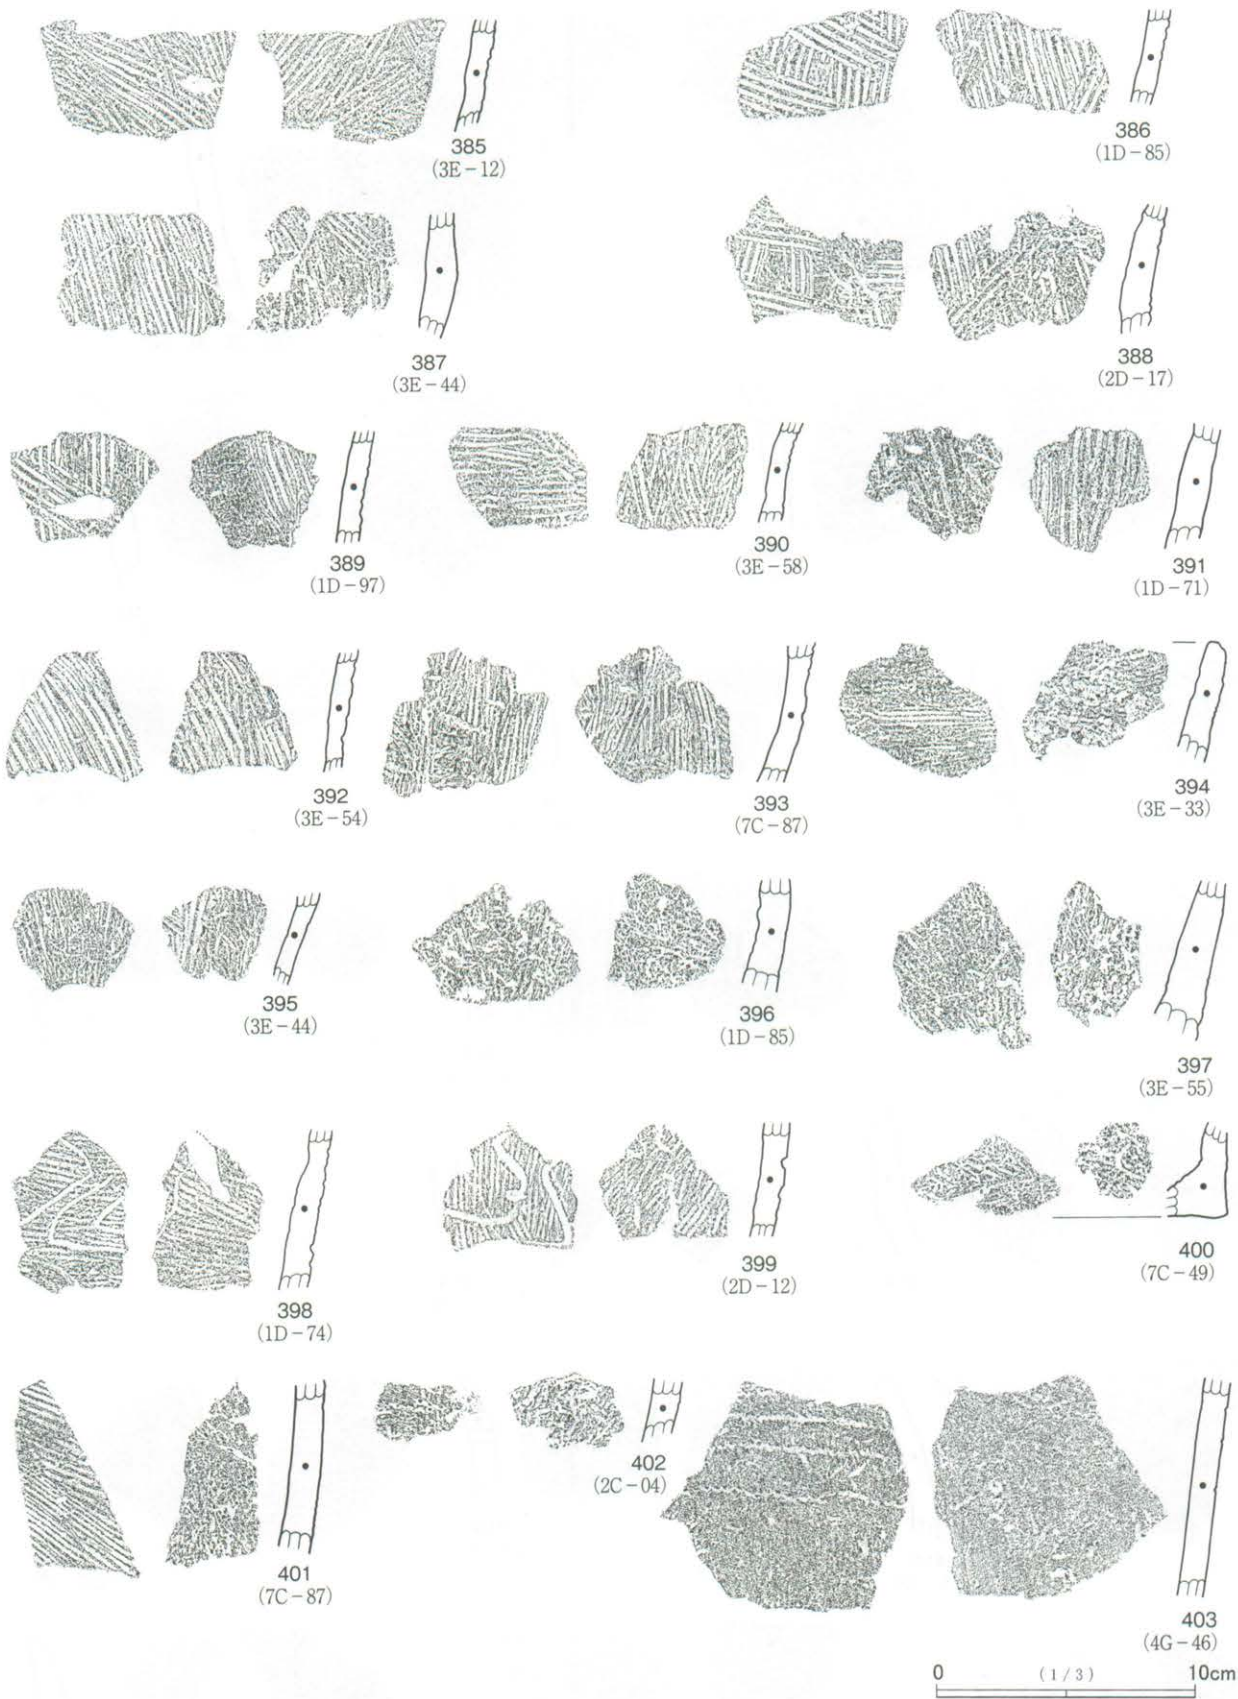 385
(3E-12)
386
(1D-85)
387
(3E-44)
388
(2D-17)
389
(1D-97)
390
(3E-58)
391
(1D-71)
392
(3E-54)
393
(7C-87)
394
(3E-33)
395
(3E-44)
396
(1D-85)
397
(3E-55)
398
(1D-74)
399
(2D-12)
400
(7C-49)
401
(7C-87)
402
(2C-04)
403
(4G-46)
0 (1/3) 10cm